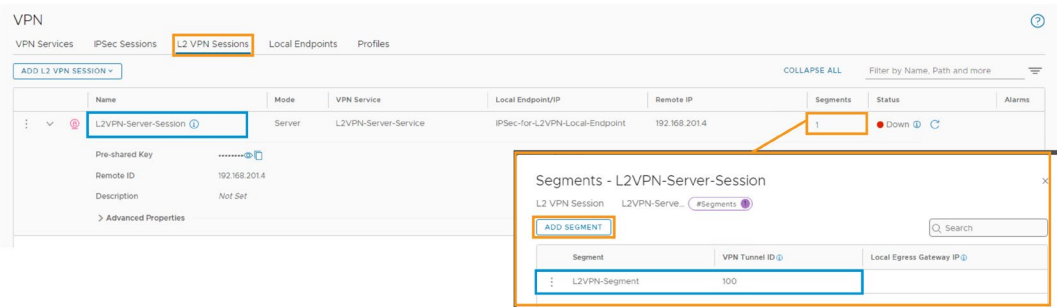 VPN
VPN Services IPSec Sessions L2 VPN Sessions Local Endpoints Profiles
ADD L2 VPN SESSION COLLAPSE ALL Filter by Name, Path and more
Name Mode VPN Service Local Endpoint/IP Remote IP Segments Status Alarms
L2VPN-Server-Session Server L2VPN-Server-Service IPSec-for-L2VPN-Local-Endpoint 192.168.201.4 1 Down
Pre-shared Key ••••••••
Remote ID 192.168.201.4
Description Not Set
Advanced Properties
Segments - L2VPN-Server-Session
L2 VPN Session L2VPN-Serve... #Segments 1
ADD SEGMENT Search
Segment VPN Tunnel ID Local Egress Gateway IP
L2VPN-Segment 100